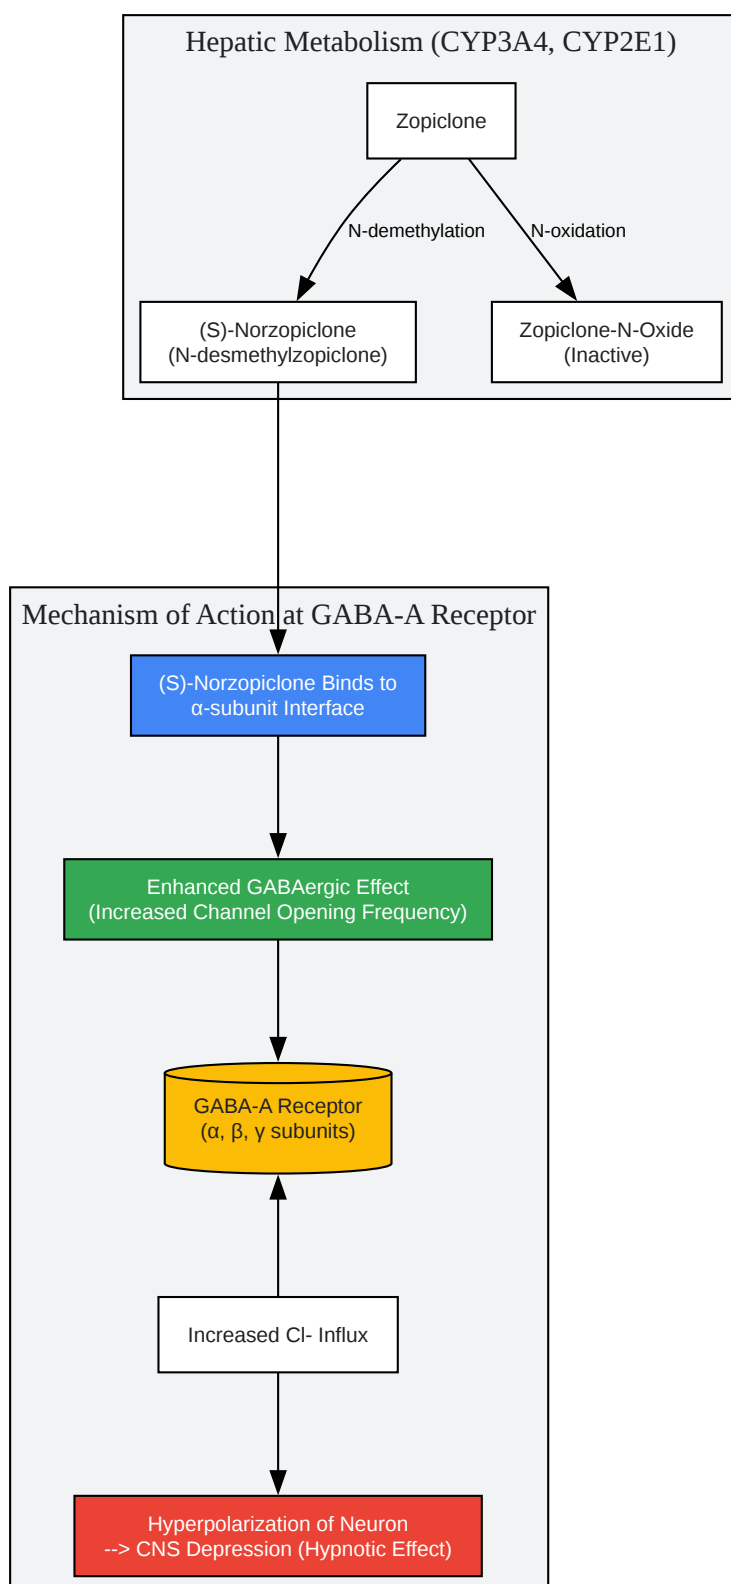 Hepatic Metabolism (CYP3A4, CYP2E1)
Zopiclone
N-demethylation
N-oxidation
(S)-Norzopiclone
(N-desmethylzopiclone)
Zopiclone-N-Oxide
(Inactive)
Mechanism of Action at GABA-A Receptor
(S)-Norzopiclone Binds to
α-subunit Interface
Enhanced GABAergic Effect
(Increased Channel Opening Frequency)
GABA-A Receptor
(α, β, γ subunits)
Increased Cl- Influx
Hyperpolarization of Neuron
--> CNS Depression (Hypnotic Effect)